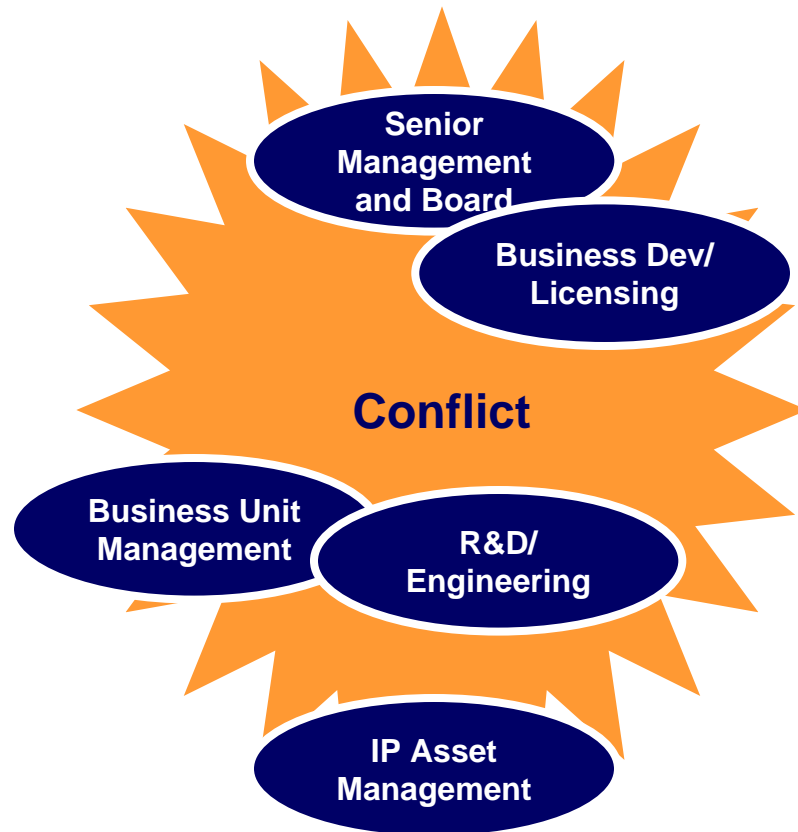 Senior
Management
and Board
Business Dev/
Licensing
Conflict
Business Unit
Management
R&D/
Engineering
IP Asset
Management